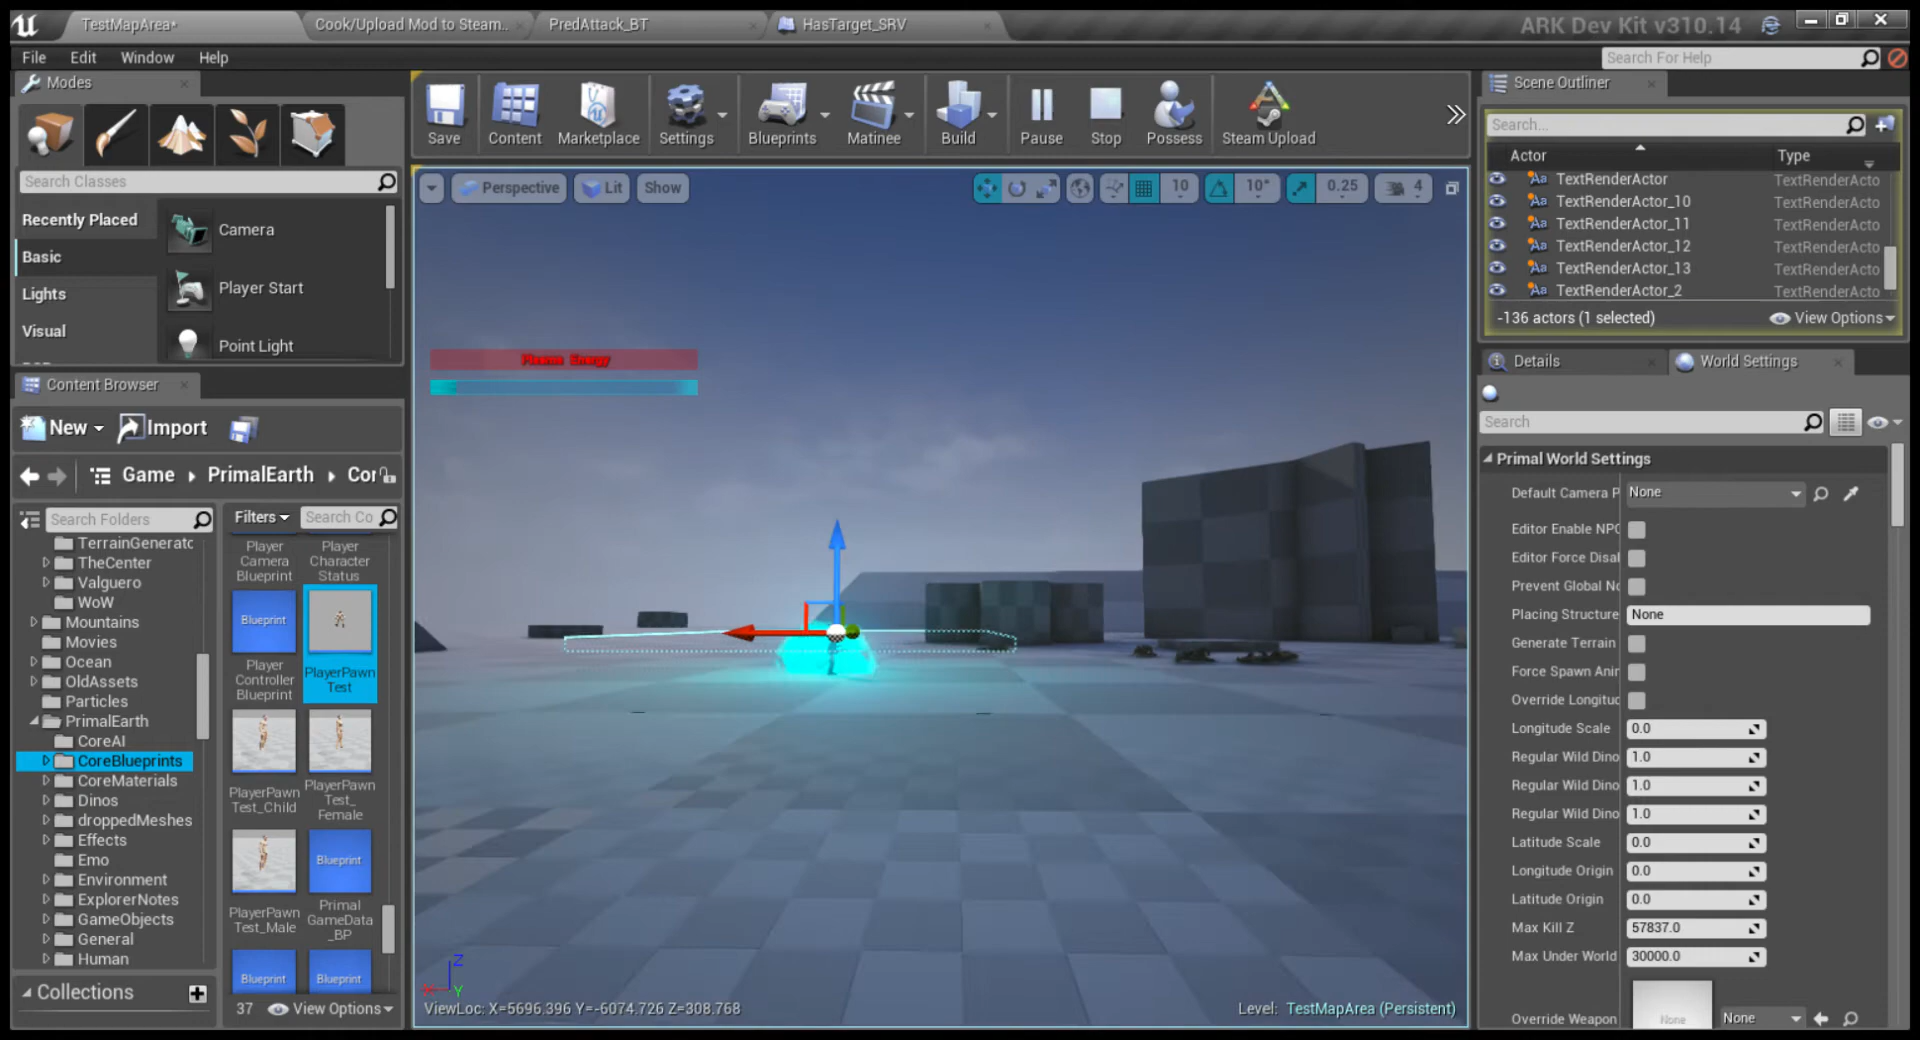 TestMapArea*
Cook/Upload Mod to Steam..
PredAttack_BT
HasTarget_SRV
ARK Dev Kit v310.14
File
Edit
Window
Help
Search For Help
Modes
Search Classes
Recently Placed
Basic
Lights
Visual
Camera
Player Start
Point Light
Save
Content
Marketplace
Settings
Blueprints
Matinee
Build
Pause
Stop
Possess
Steam Upload
Perspective
Lit
Show
10
10°
0.25
4
Plasma Energy
Z
Y
ViewLoc: X=5696.396 Y=-6074.726 Z=308.768
Level: TestMapArea (Persistent)
Content Browser
New
Import
Game
PrimalEarth
Cor
Search Folders
TerrainGenerato
TheCenter
Valguero
WoW
Mountains
Movies
Ocean
OldAssets
Particles
PrimalEarth
CoreAI
CoreBlueprints
CoreMaterials
Dinos
droppedMeshes
Effects
Emo
Environment
ExplorerNotes
GameObjects
General
Human
Collections
Filters
Search Co
Player
Camera
Blueprint
Player
Character
Status
Blueprint
Player
Controller
Blueprint
PlayerPawn
Test
PlayerPawn
Test_Child
PlayerPawn
Test_
Female
PlayerPawn
Test_Male
Blueprint
Primal
GameData
_BP
Blueprint
Blueprint
37
View Options
Scene Outliner
Search...
Actor
Type
TextRenderActor
TextRenderActo
TextRenderActor_10
TextRenderActo
TextRenderActor_11
TextRenderActo
TextRenderActor_12
TextRenderActo
TextRenderActor_13
TextRenderActo
TextRenderActor_2
TextRenderActo
-136 actors (1 selected)
View Options
Details
World Settings
Search
Primal World Settings
Default Camera P
None
Editor Enable NPC
Editor Force Disal
Prevent Global No
Placing Structure
None
Generate Terrain
Force Spawn Anir
Override Longituc
Longitude Scale
0.0
Regular Wild Dino
1.0
Regular Wild Dino
1.0
Regular Wild Dino
1.0
Latitude Scale
0.0
Longitude Origin
0.0
Latitude Origin
0.0
Max Kill Z
57837.0
Max Under World
30000.0
Override Weapon
None
None